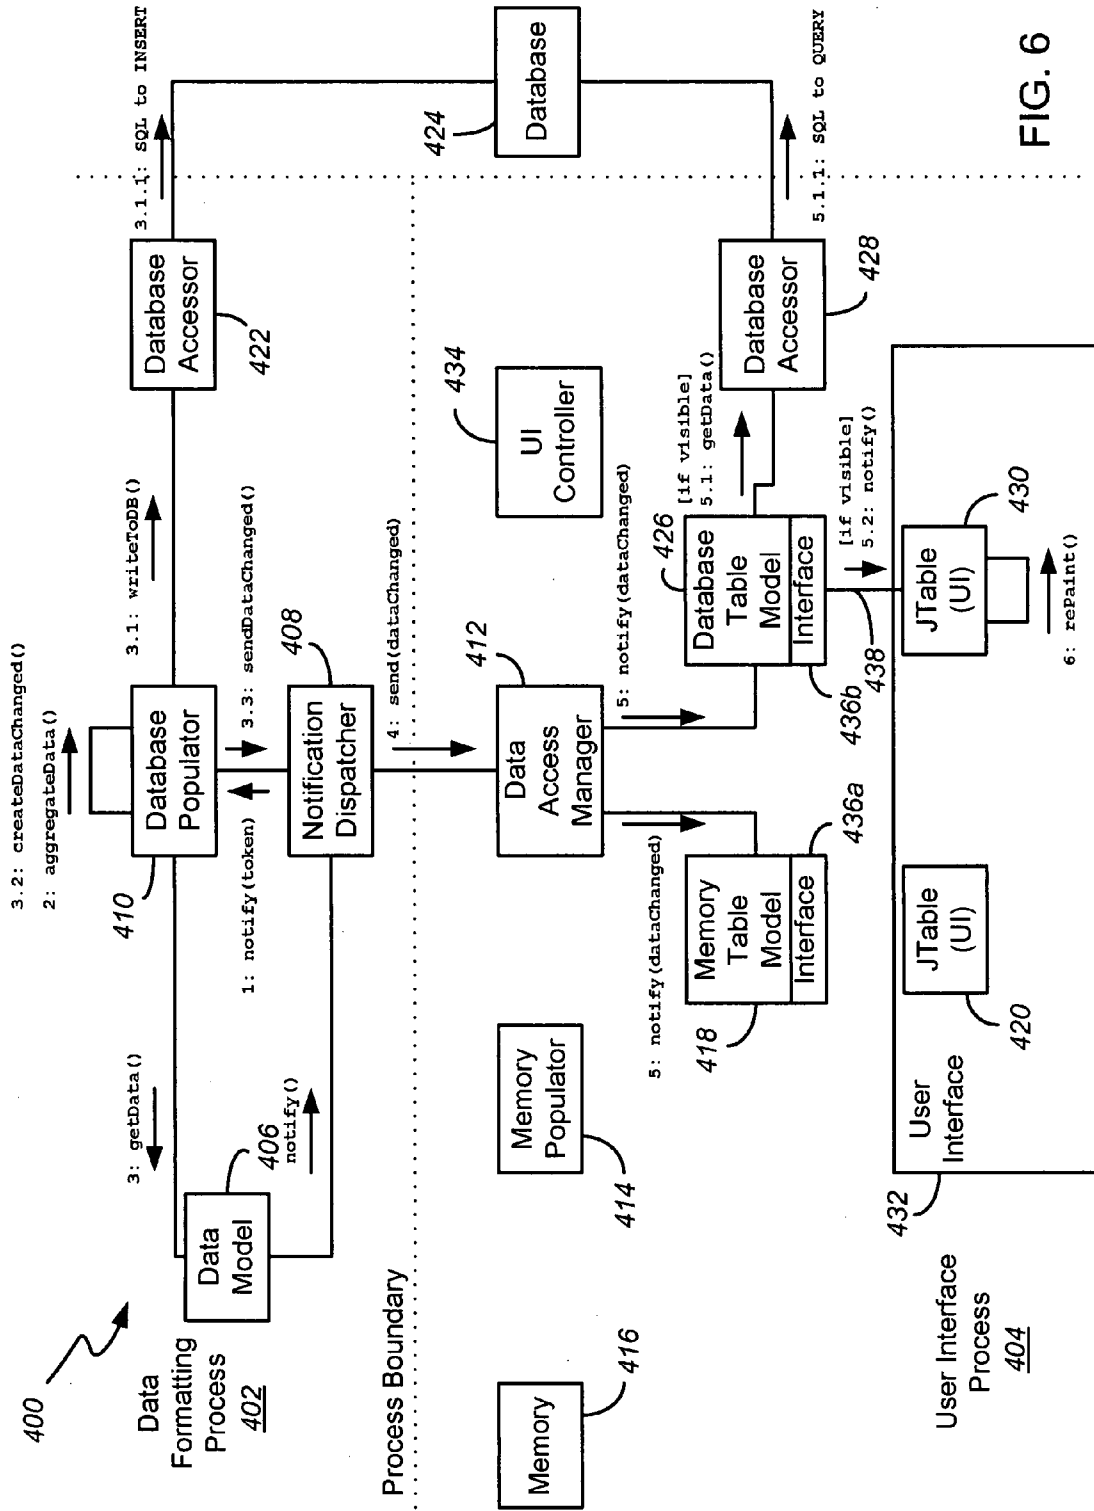 400
Data
Formatting
Process
402
3.2: createDataChanged()
2: aggregateData()
3: getData()
410
Database
Populator
3.1: writeToDB()
Database
Accessor
422
3.1.1: SQL to INSERT
Data
Model
406
notify()
1: notify(token)
3.3: sendDataChanged()
Notification
Dispatcher
408
Process Boundary
4: send(dataChanged)
Memory
416
Memory
Populator
414
Data
Access
Manager
412
UI
Controller
434
424
Database
5: notify(dataChanged)
5: notify(dataChanged)
Memory
Table
Model
Interface
418
436a
Database
Table
Model
Interface
426
436b
[if visible]
5.1: getData()
Database
Accessor
428
5.1.1: SQL to QUERY
[if visible]
5.2: notify()
438
User Interface
Process
404
432
User
Interface
JTable
(UI)
420
JTable
(UI)
430
6: rePaint()
FIG. 6